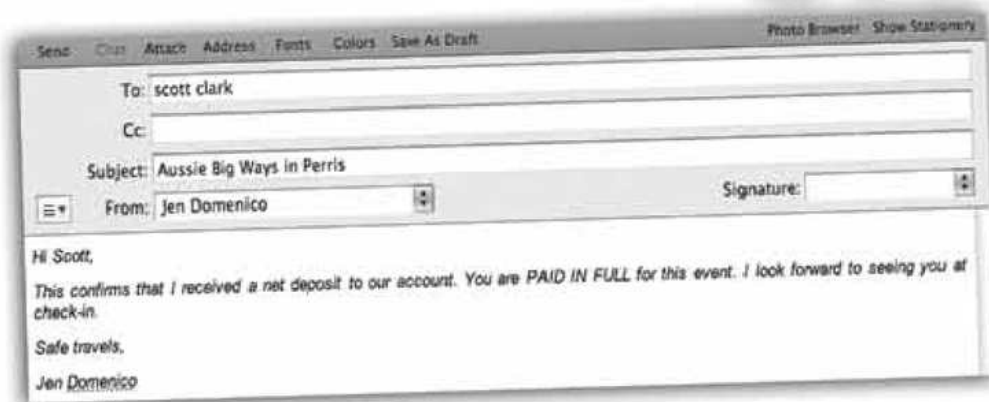 Send Chat Attach Address Fonts Colors Save As Draft Photo Browser Show Stationery
To: scott clark
Cc:
Subject: Aussie Big Ways in Perris
From: Jen Domenico Signature:
Hi Scott,
This confirms that I received a net deposit to our account. You are PAID IN FULL for this event. I look forward to seeing you at
check-in.
Safe travels,
Jen Domenico